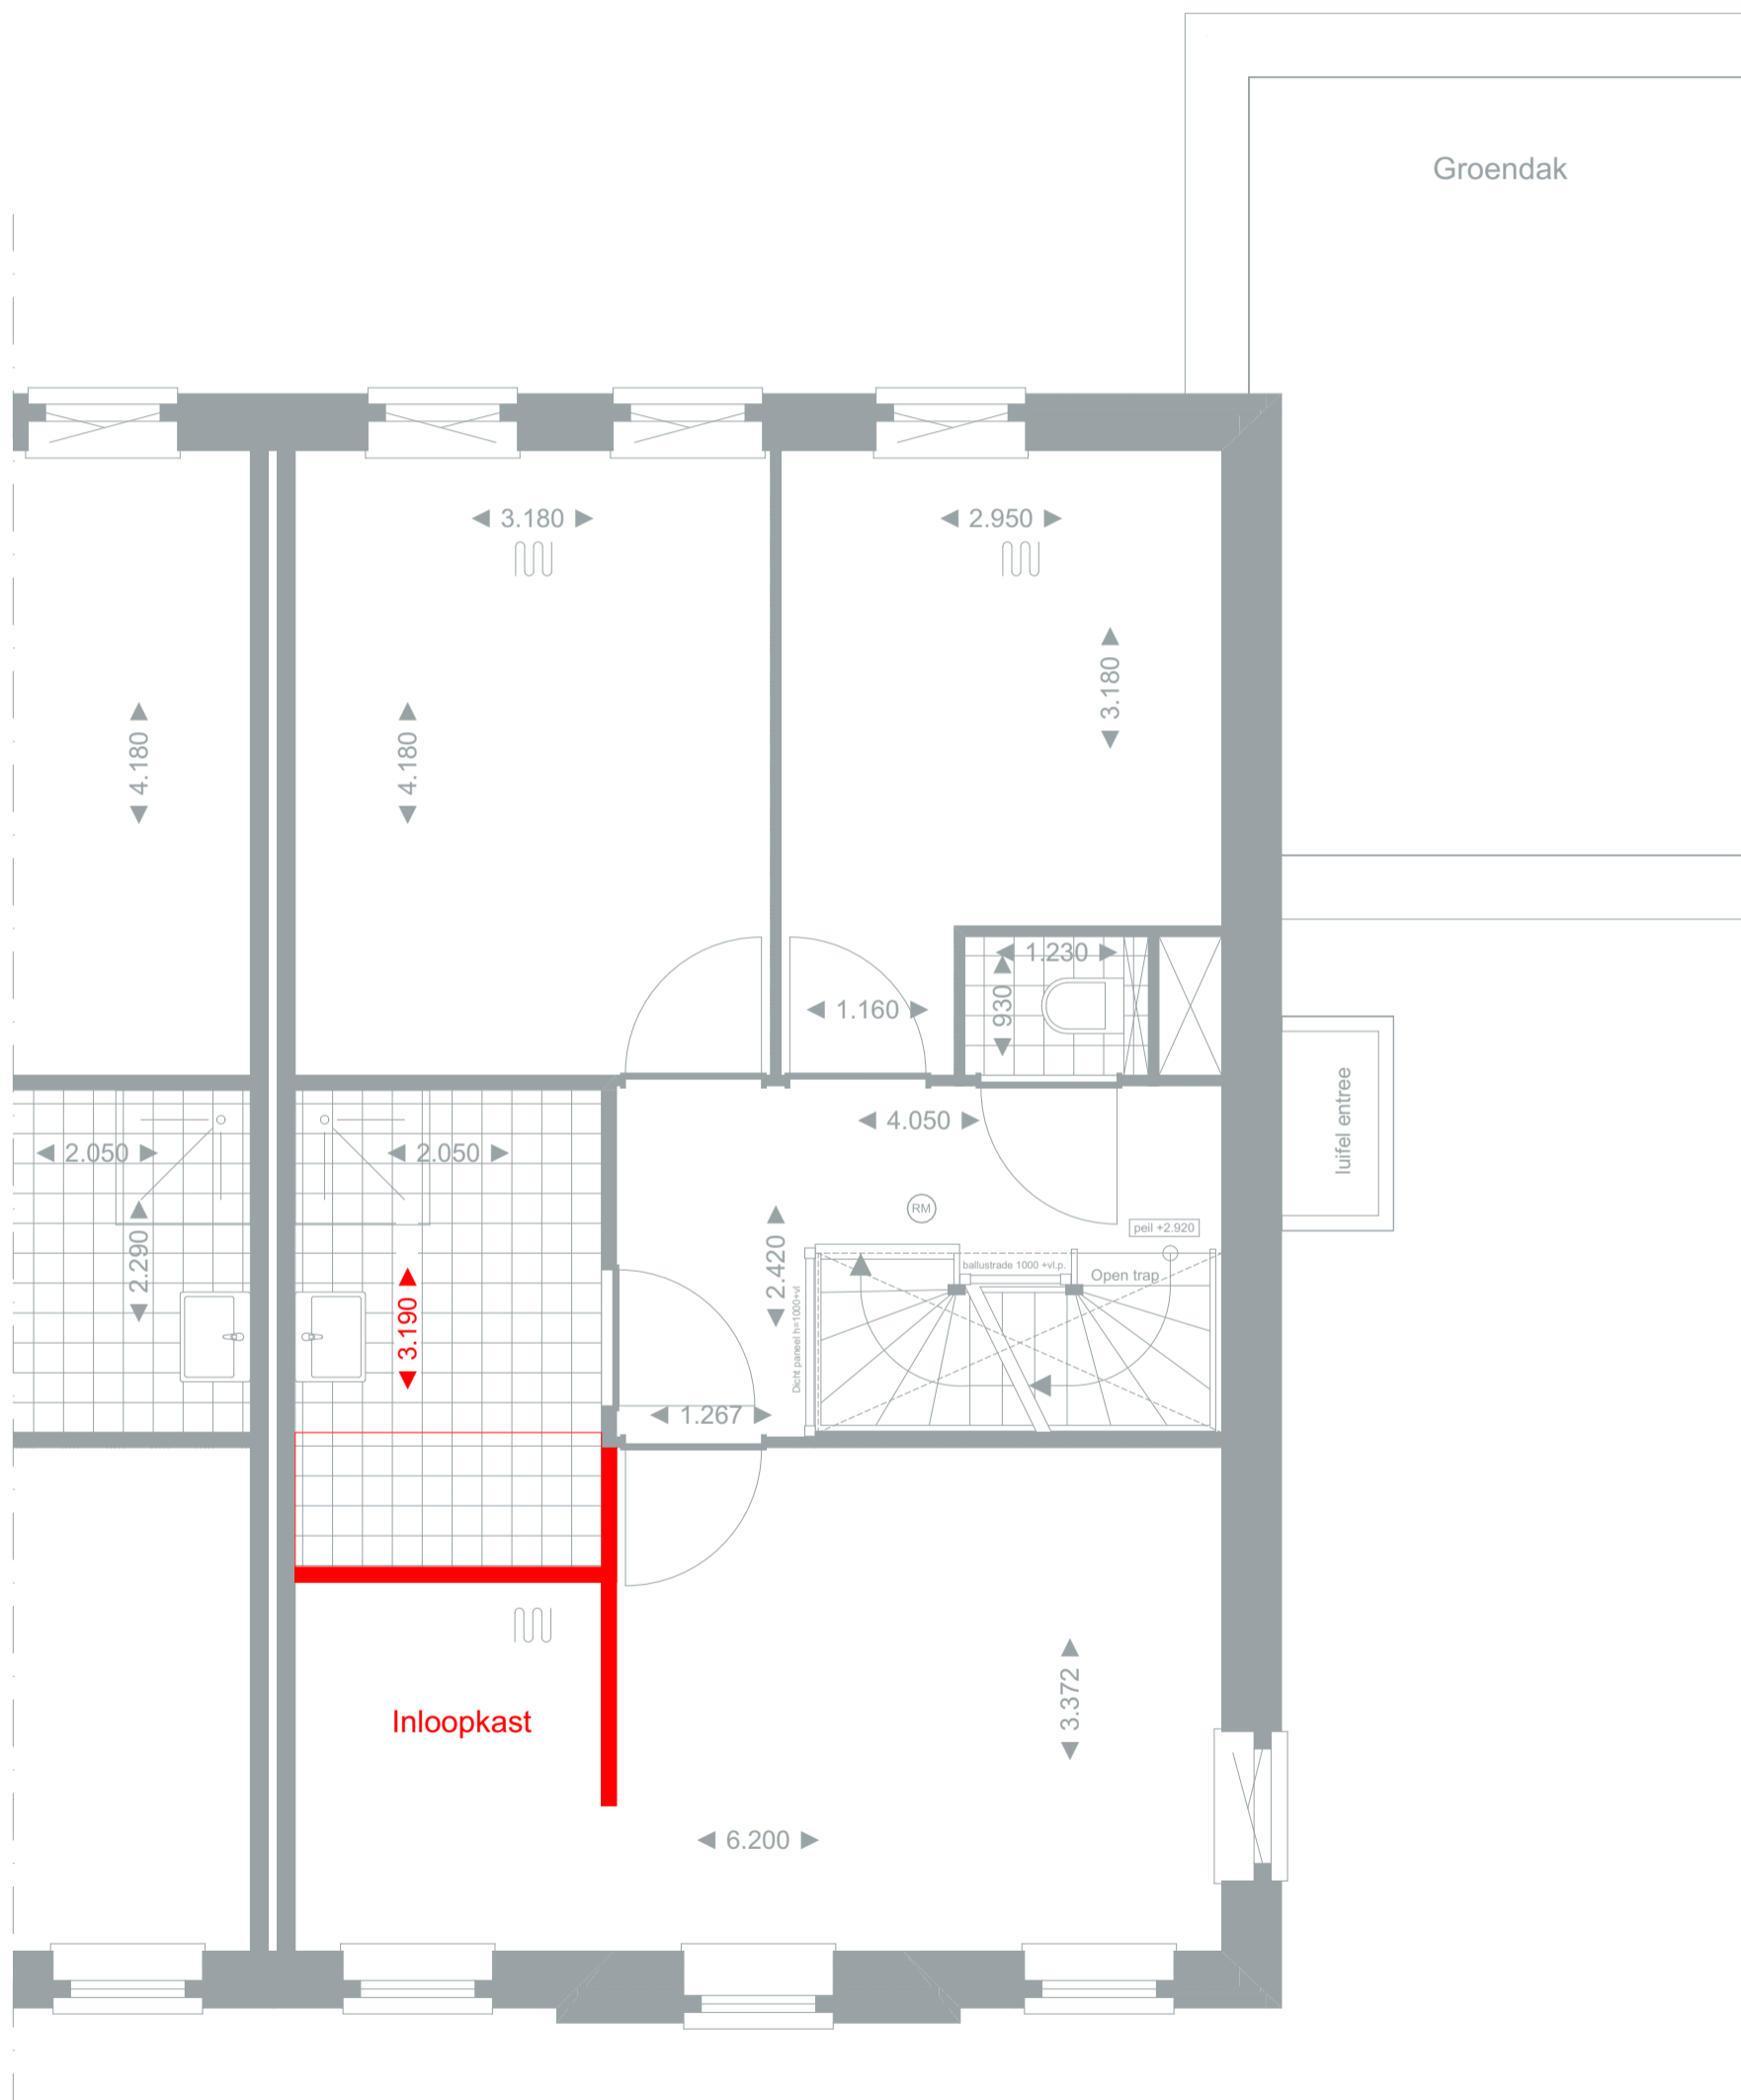 Groendak
3.180
2.950
3.180
4.180
4.180
1.230
930
1.160
4.050
luifel entree
2.050
2.050
RM
peil +2.920
2.290
3.190
2.420
ballustrade 1000 +vl.p.
Open trap
Dicht paneel h=1000+vl
1.267
3.372
Inloopkast
6.200